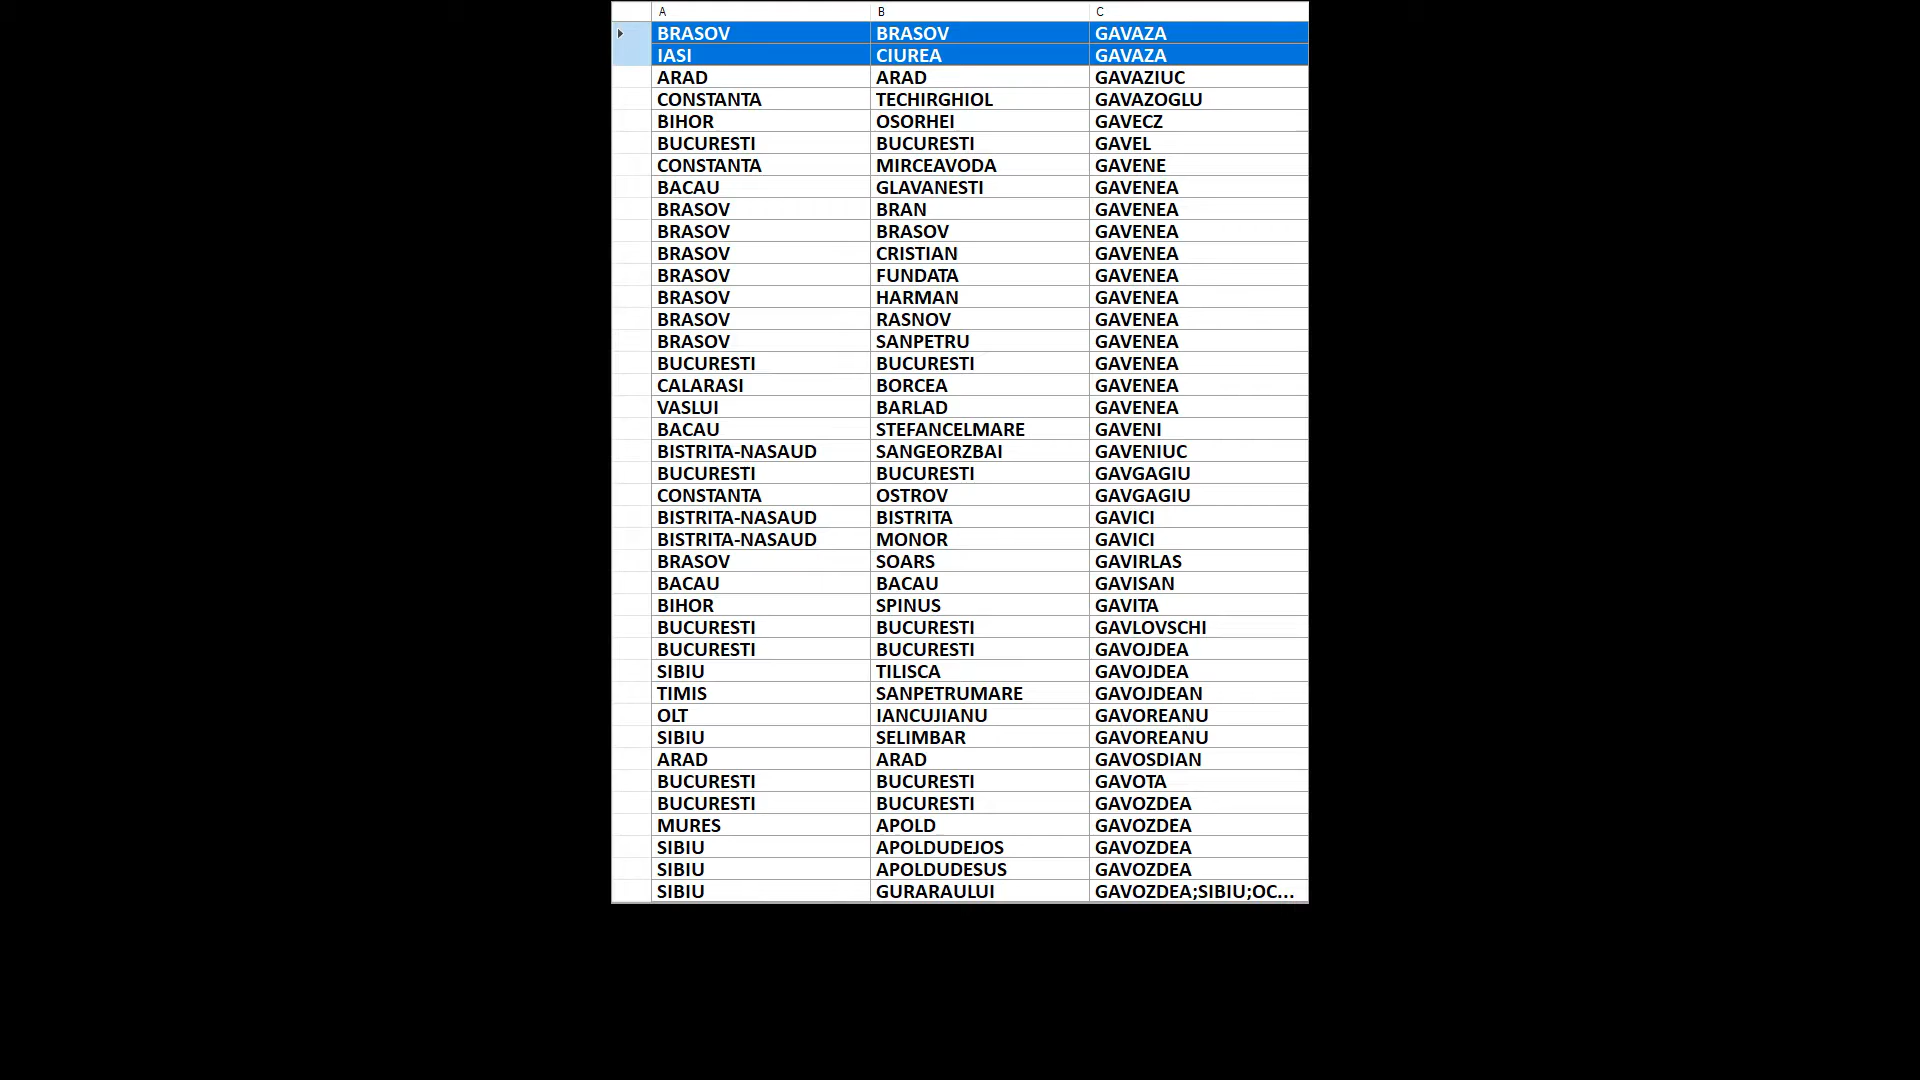 A B C
BRASOV BRASOV GAVAZA
IASI CIUREA GAVAZA
ARAD ARAD GAVAZIUC
CONSTANTA TECHIRGHIOL GAVAZOGLU
BIHOR OSORHEI GAVECZ
BUCURESTI BUCURESTI GAVEL
CONSTANTA MIRCEAVODA GAVENE
BACAU GLAVANESTI GAVENEA
BRASOV BRAN GAVENEA
BRASOV BRASOV GAVENEA
BRASOV CRISTIAN GAVENEA
BRASOV FUNDATA GAVENEA
BRASOV HARMAN GAVENEA
BRASOV RASNOV GAVENEA
BRASOV SANPETRU GAVENEA
BUCURESTI BUCURESTI GAVENEA
CALARASI BORCEA GAVENEA
VASLUI BARLAD GAVENEA
BACAU STEFANCELMARE GAVENI
BISTRITA-NASAUD SANGEORZBAI GAVENIUC
BUCURESTI BUCURESTI GAVGAGIU
CONSTANTA OSTROV GAVGAGIU
BISTRITA-NASAUD BISTRITA GAVICI
BISTRITA-NASAUD MONOR GAVICI
BRASOV SOARS GAVIRLAS
BACAU BACAU GAVISAN
BIHOR SPINUS GAVITA
BUCURESTI BUCURESTI GAVLOVSCHI
BUCURESTI BUCURESTI GAVOJDEA
SIBIU TILISCA GAVOJDEA
TIMIS SANPETRUMARE GAVOJDEAN
OLT IANCUJIANU GAVOREANU
SIBIU SELIMBAR GAVOREANU
ARAD ARAD GAVOSDIAN
BUCURESTI BUCURESTI GAVOTA
BUCURESTI BUCURESTI GAVOZDEA
MURES APOLD GAVOZDEA
SIBIU APOLDUDEJOS GAVOZDEA
SIBIU APOLDUDESUS GAVOZDEA
SIBIU GURARAULUI GAVOZDEA;SIBIU;OC...